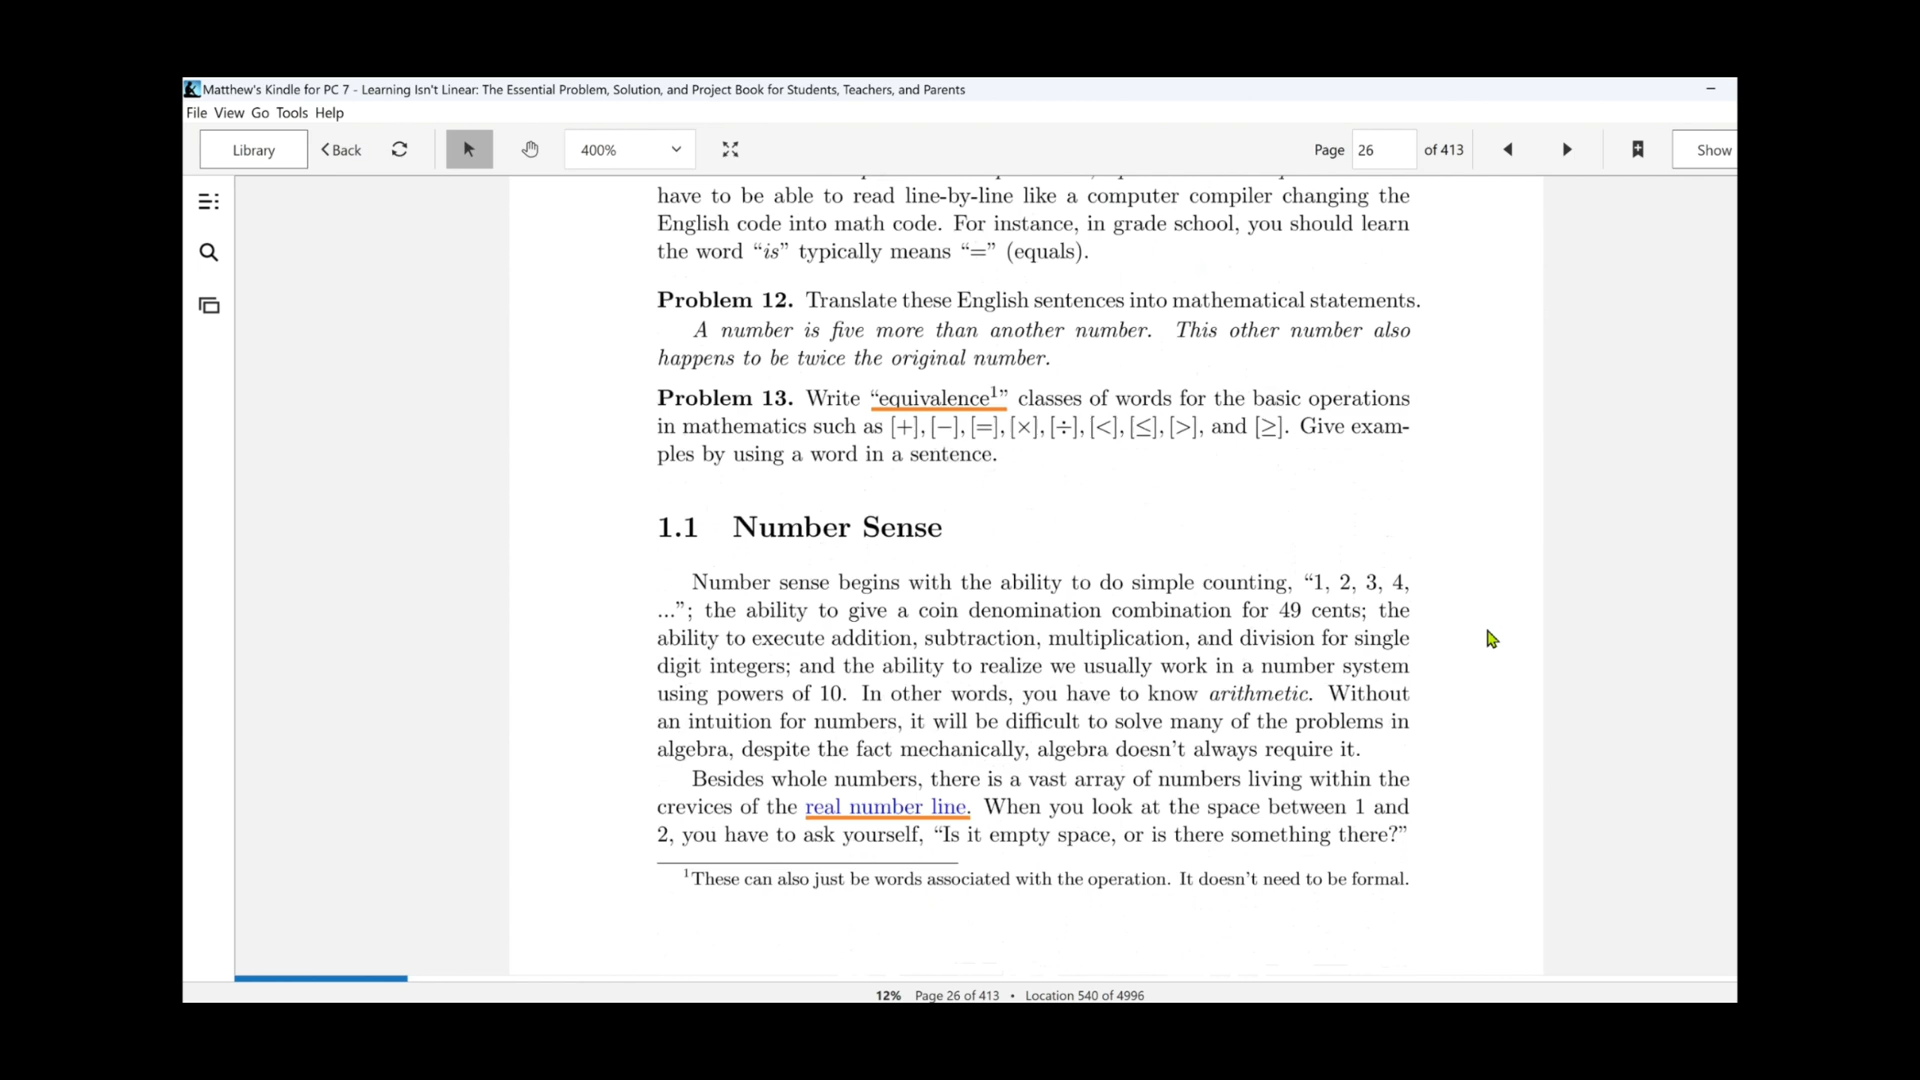 Matthew's Kindle for PC 7 - Learning Isn't Linear: The Essential Problem, Solution, and Project Book for Students, Teachers, and Parents
File View Go Tools Help
Library Back 400% Page 26 of 413 Show
have to be able to read line-by-line like a computer compiler changing the
English code into math code. For instance, in grade school, you should learn
the word “is” typically means “=” (equals).
Problem 12. Translate these English sentences into mathematical statements.
A number is five more than another number. This other number also
happens to be twice the original number.
Problem 13. Write “equivalence¹” classes of words for the basic operations
in mathematics such as [+], [−], [=], [×], [÷], [<], [≤], [>], and [≥]. Give exam-
ples by using a word in a sentence.
1.1 Number Sense
Number sense begins with the ability to do simple counting, “1, 2, 3, 4,
...”; the ability to give a coin denomination combination for 49 cents; the
ability to execute addition, subtraction, multiplication, and division for single
digit integers; and the ability to realize we usually work in a number system
using powers of 10. In other words, you have to know arithmetic. Without
an intuition for numbers, it will be difficult to solve many of the problems in
algebra, despite the fact mechanically, algebra doesn’t always require it.
Besides whole numbers, there is a vast array of numbers living within the
crevices of the real number line. When you look at the space between 1 and
2, you have to ask yourself, “Is it empty space, or is there something there?”
¹These can also just be words associated with the operation. It doesn’t need to be formal.
12% Page 26 of 413 • Location 540 of 4996